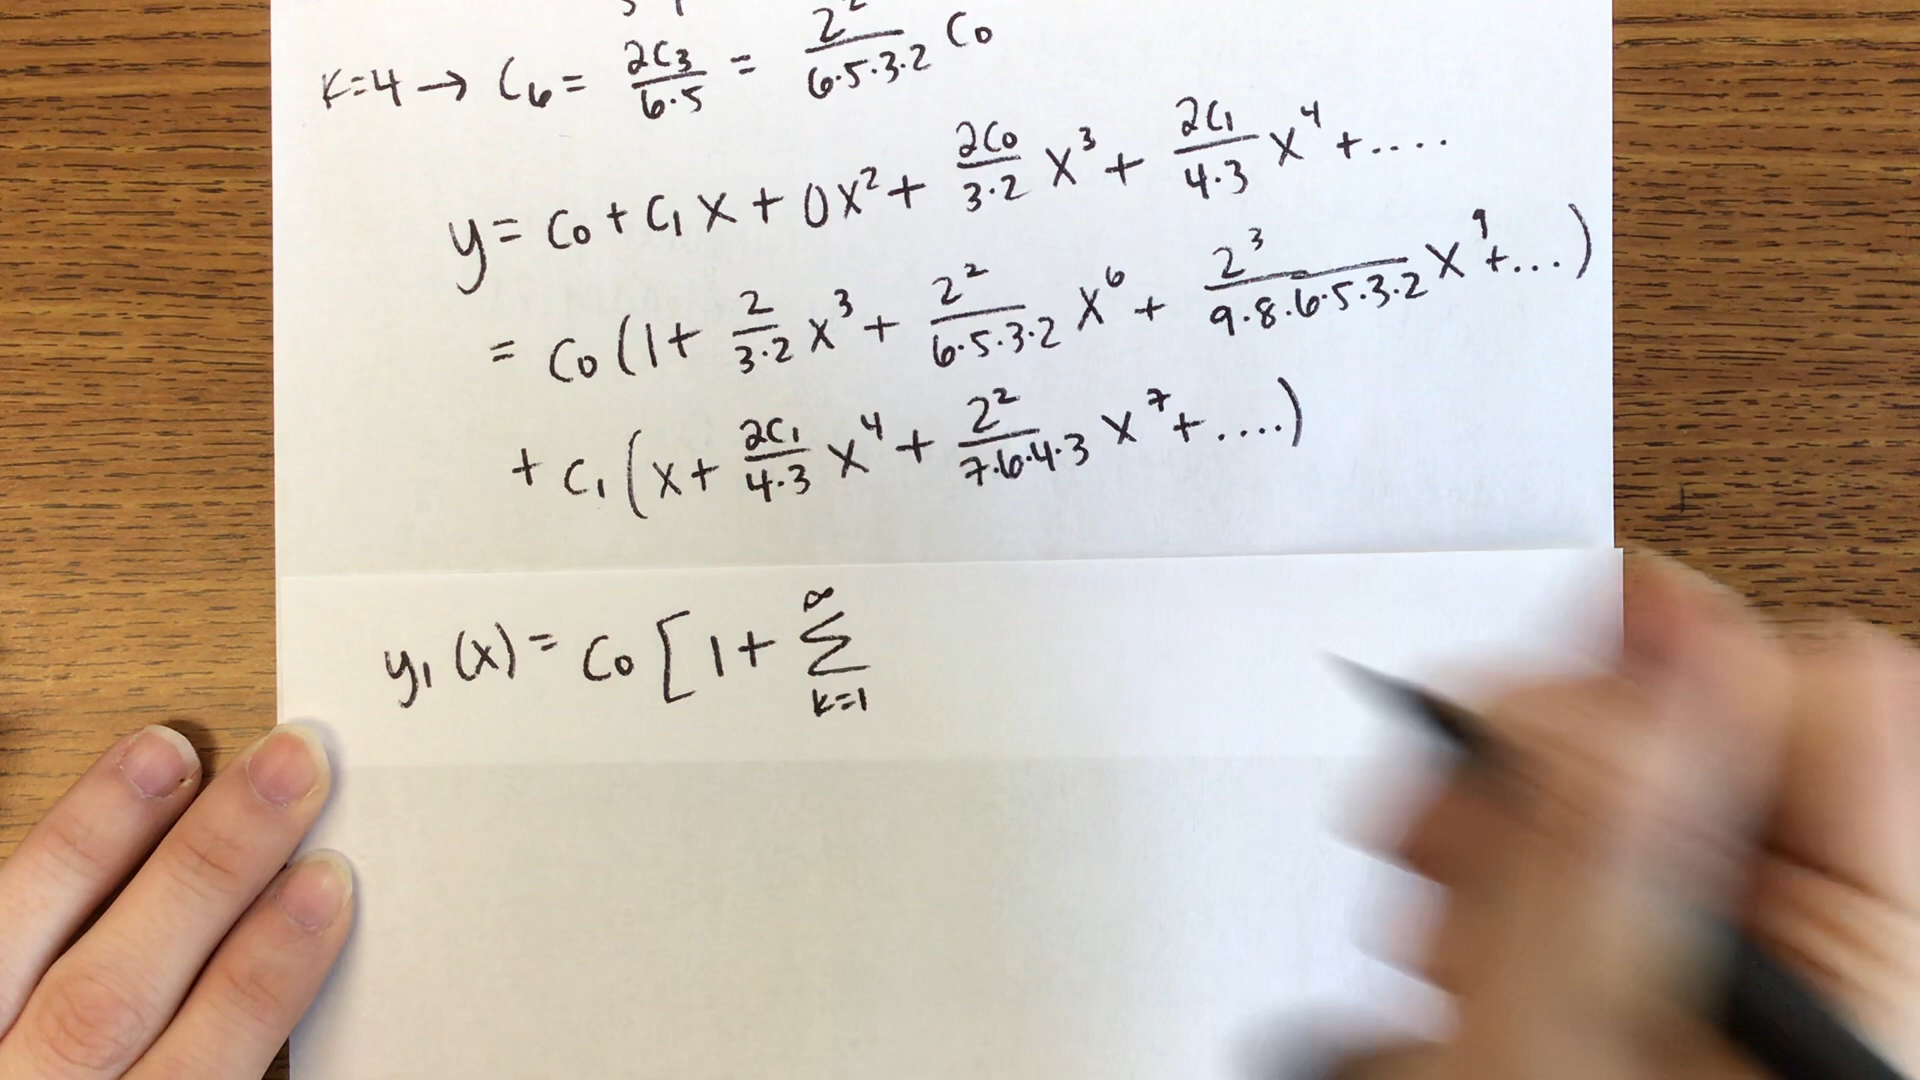 K=4 → C₆ = 2C₃/(6·5) = 2²/(6·5·3·2) C₀
y = C₀ + C₁x + 0x² + 2C₀/(3·2) x³ + 2C₁/(4·3) x⁴ + ....
= C₀ (1 + 2/(3·2) x³ + 2²/(6·5·3·2) x⁶ + 2³/(9·8·6·5·3·2) x⁹ + ...)
+ C₁ (x + 2C₁/(4·3) x⁴ + 2²/(7·6·4·3) x⁷ + ....)
y₁(x) = C₀ [1 + ∑_{k=1}^{∞}